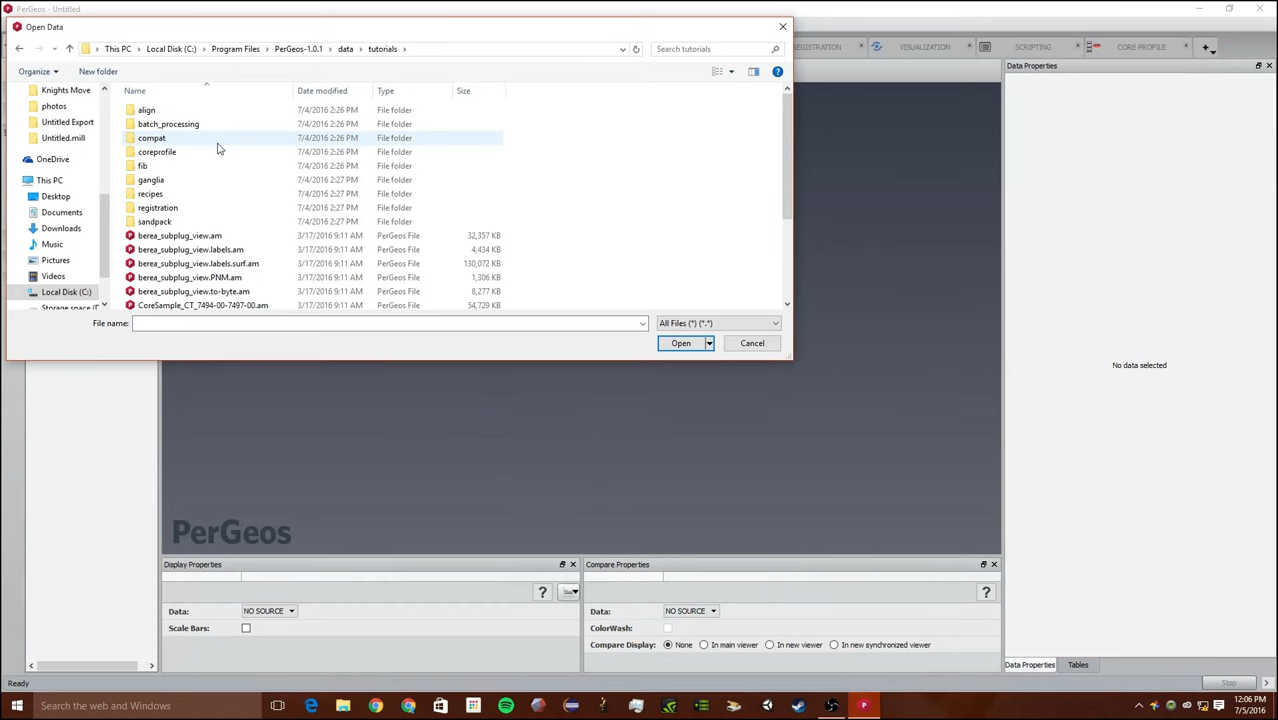 PerGeos - Untitled
Open Data
This PC > Local Disk (C:) > Program Files > PerGeos-1.0.1 > data > tutorials >
Search tutorials
REGISTRATION
VISUALIZATION
SCRIPTING
CORE PROFILE
Data Properties
Organize
New folder
Name
Date modified
Type
Size
Knights Move
photos
Untitled Export
Untitled.mill
OneDrive
This PC
Desktop
Documents
Downloads
Music
Pictures
Videos
Local Disk (C:)
align 7/4/2016 2:26 PM File folder
batch_processing 7/4/2016 2:26 PM File folder
compat 7/4/2016 2:26 PM File folder
coreprofile 7/4/2016 2:26 PM File folder
fib 7/4/2016 2:26 PM File folder
ganglia 7/4/2016 2:27 PM File folder
recipes 7/4/2016 2:27 PM File folder
registration 7/4/2016 2:27 PM File folder
sandpack 7/4/2016 2:27 PM File folder
berea_subplug_view.am 3/17/2016 9:11 AM PerGeos File 32,357 KB
berea_subplug_view.labels.am 3/17/2016 9:11 AM PerGeos File 4,434 KB
berea_subplug_view.labels.surf.am 3/17/2016 9:11 AM PerGeos File 130,072 KB
berea_subplug_view.PNM.am 3/17/2016 9:11 AM PerGeos File 1,306 KB
berea_subplug_view.to-byte.am 3/17/2016 9:11 AM PerGeos File 8,277 KB
CoreSample_CT_7494-00-7497-00.am 3/17/2016 9:11 AM PerGeos File 54,729 KB
File name:
All Files (*) (*.*)
Open
Cancel
No data selected
PerGeos
Display Properties
Data: NO SOURCE
Scale Bars:
Compare Properties
Data: NO SOURCE
ColorWash:
Compare Display: None In main viewer In new viewer In new synchronized viewer
Data Properties
Tables
Ready
Stop
Search the web and Windows
12:06 PM
7/5/2016